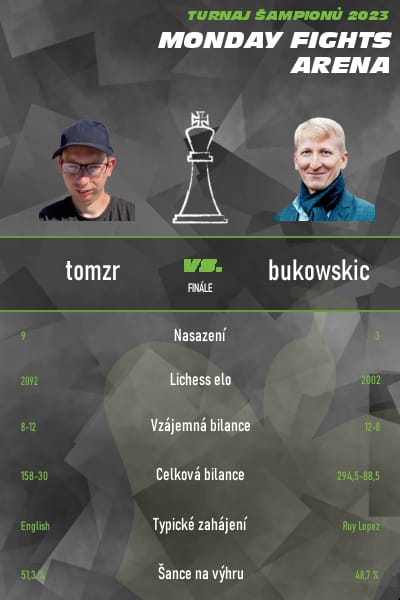 TURNAJ ŠAMPIONŮ 2023
MONDAY FIGHTS
ARENA
tomzr VS. bukowskic
FINÁLE
9 Nasazení 3
2092 Lichess elo 2002
8-12 Vzájemná bilance 12-8
158-30 Celková bilance 294,5-88,5
English Typické zahájení Ruy Lopez
51,3 % Šance na výhru 48,7 %